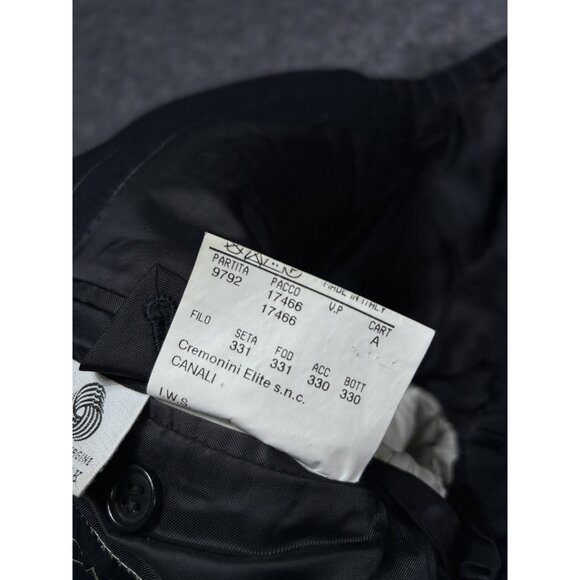 MADE IN ITALY
PARTITA PACCO V.P CART
9792 17466 A
17466
FILO SETA FOD ACC BOTT
331 331 330 330
Cremonini Elite s.n.c.
CANALI
I.W.S